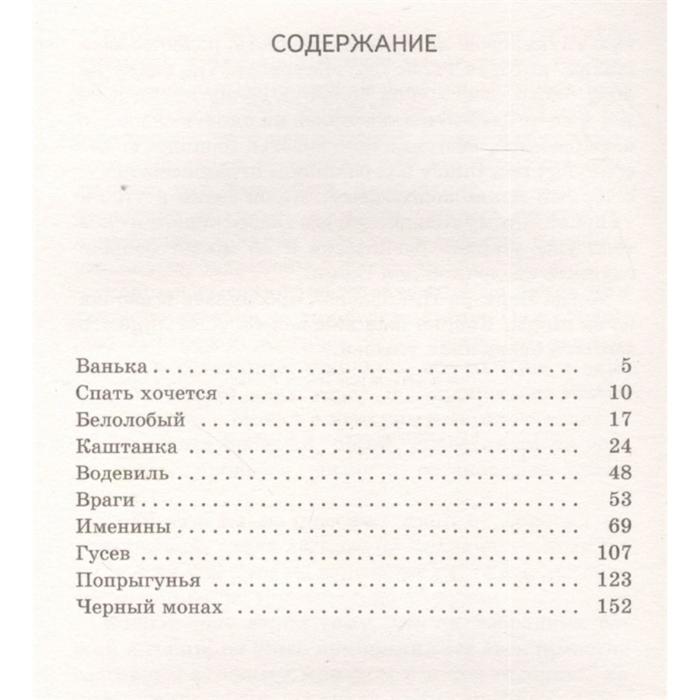 СОДЕРЖАНИЕ
Ванька . . . . . . . . . . . . . . . . . . . . . . . . . . . . . . . . . 5
Спать хочется . . . . . . . . . . . . . . . . . . . . . . . . . . . . 10
Белолобый . . . . . . . . . . . . . . . . . . . . . . . . . . . . . . 17
Каштанка . . . . . . . . . . . . . . . . . . . . . . . . . . . . . . . 24
Водевиль . . . . . . . . . . . . . . . . . . . . . . . . . . . . . . . 48
Враги . . . . . . . . . . . . . . . . . . . . . . . . . . . . . . . . . . 53
Именины . . . . . . . . . . . . . . . . . . . . . . . . . . . . . . . 69
Гусев . . . . . . . . . . . . . . . . . . . . . . . . . . . . . . . . . . 107
Попрыгунья . . . . . . . . . . . . . . . . . . . . . . . . . . . . . 123
Черный монах . . . . . . . . . . . . . . . . . . . . . . . . . . . 152